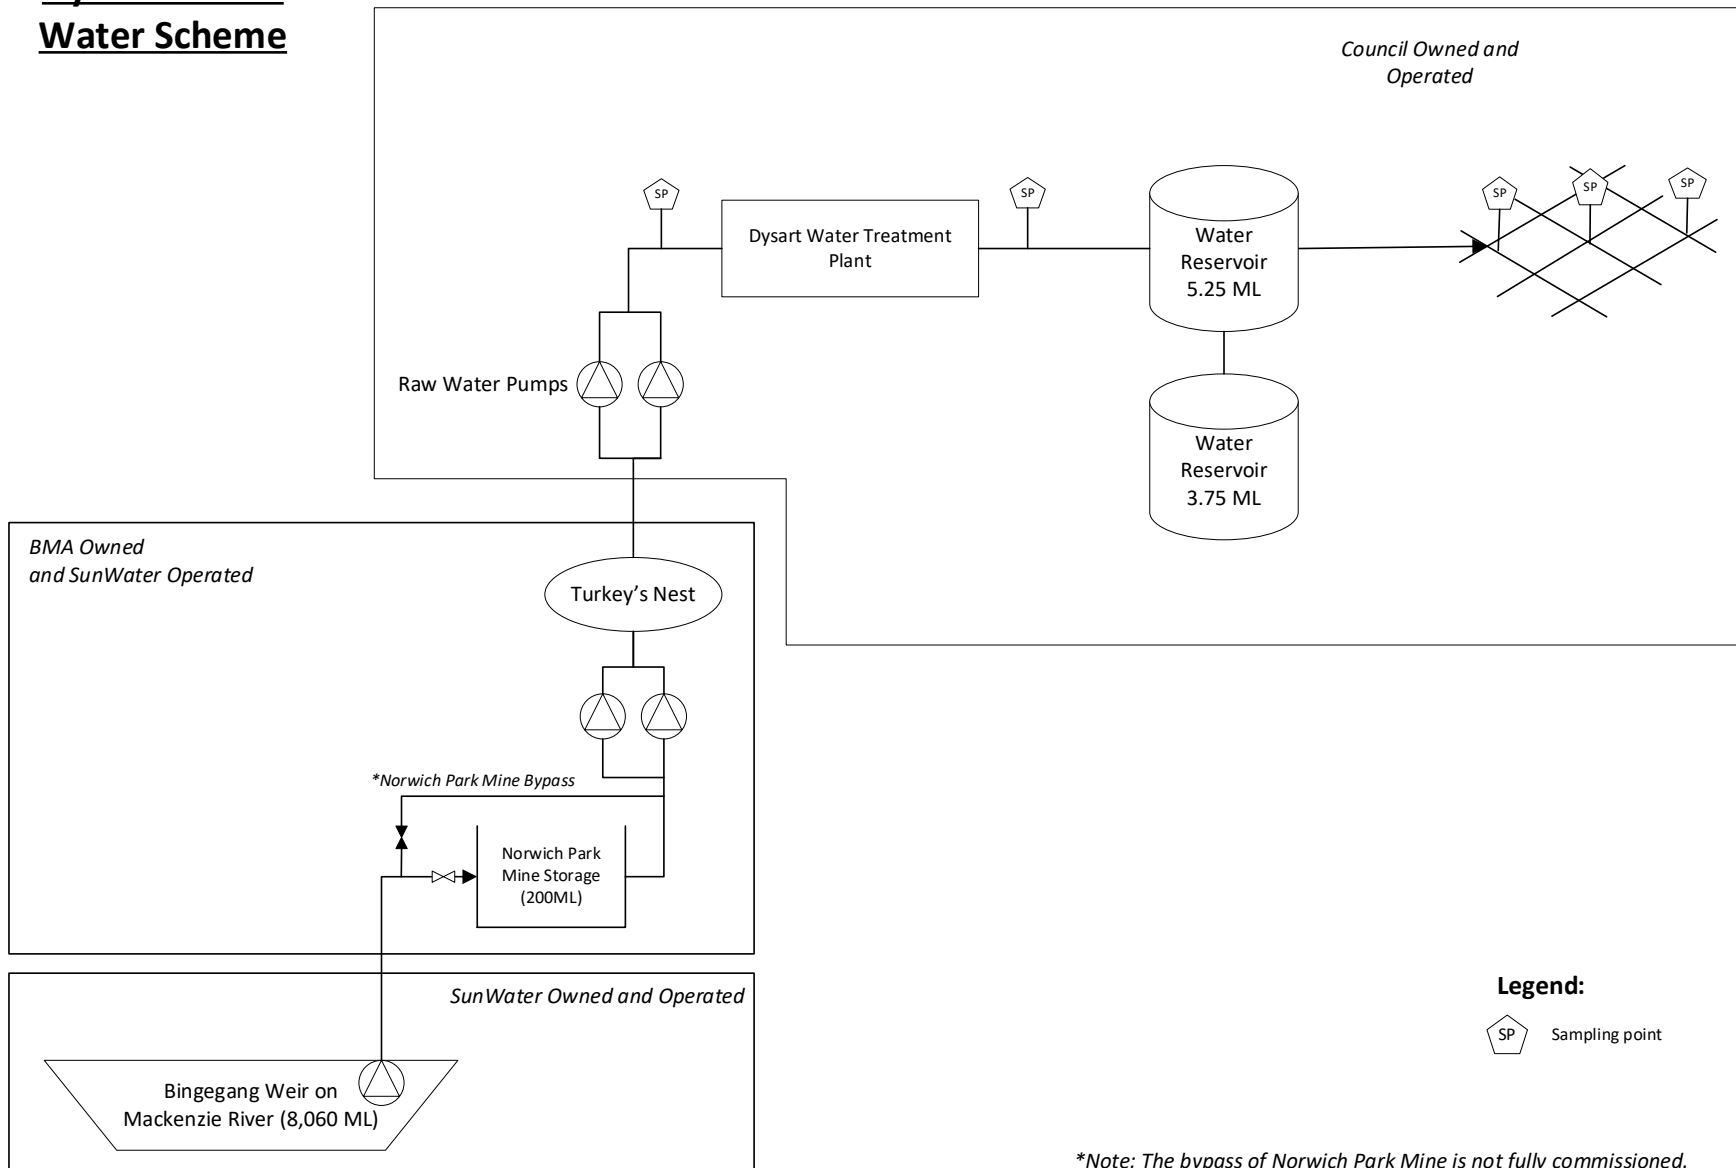 Water Scheme
Council Owned and
Operated
SP
SP
SP
SP
SP
Dysart Water Treatment
Plant
Water
Reservoir
5.25 ML
Raw Water Pumps
Water
Reservoir
3.75 ML
BMA Owned
and SunWater Operated
Turkey's Nest
*Norwich Park Mine Bypass
Norwich Park
Mine Storage
(200ML)
SunWater Owned and Operated
Bingegang Weir on
Mackenzie River (8,060 ML)
Legend:
SP Sampling point
*Note: The bypass of Norwich Park Mine is not fully commissioned.